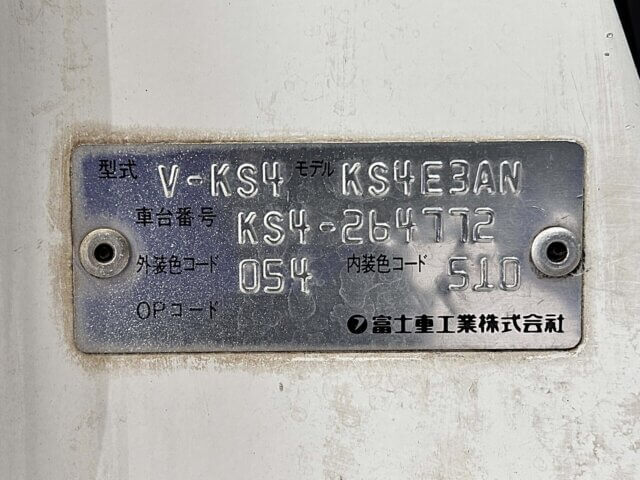 型式 V-KS4 モデル KS4E3AN
車台番号 KS4-264772
外装色コード 054 内装色コード 510
OPコード
フ 富士重工業株式会社